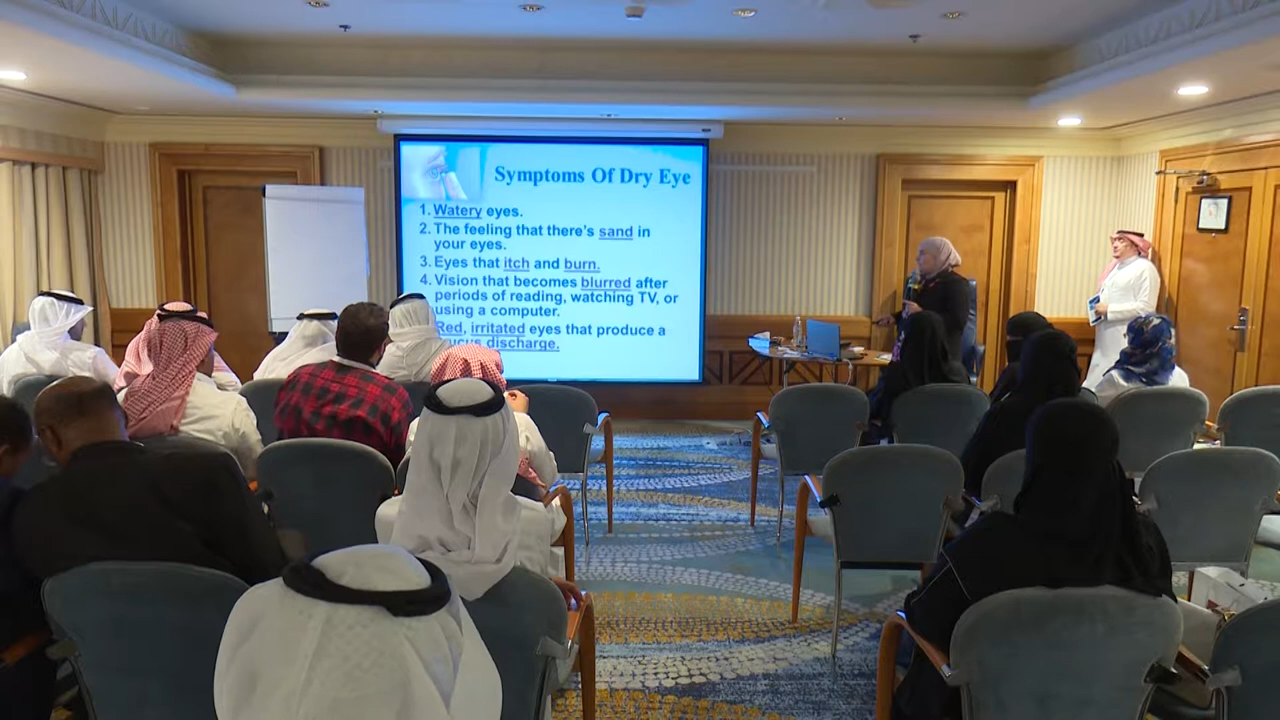 Symptoms Of Dry Eye
1. Watery eyes.
2. The feeling that there's sand in
your eyes.
3. Eyes that itch and burn.
4. Vision that becomes blurred after
periods of reading, watching TV, or
using a computer.
Red, irritated eyes that produce a
discharge.